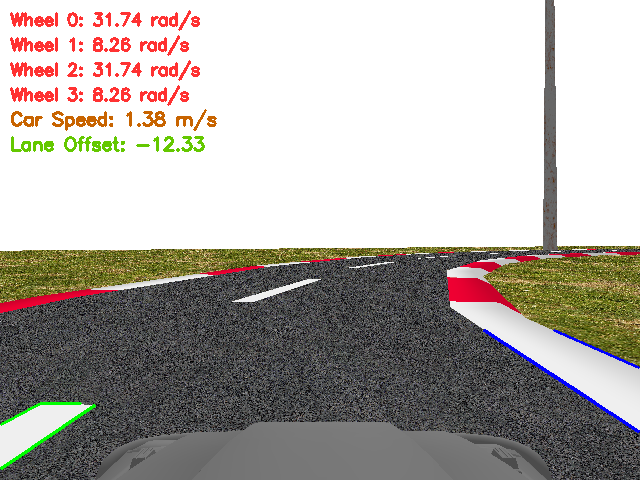 Wheel 0: 31.74 rad/s
Wheel 1: 8.26 rad/s
Wheel 2: 31.74 rad/s
Wheel 3: 8.26 rad/s
Car Speed: 1.38 m/s
Lane Offset: -12.33